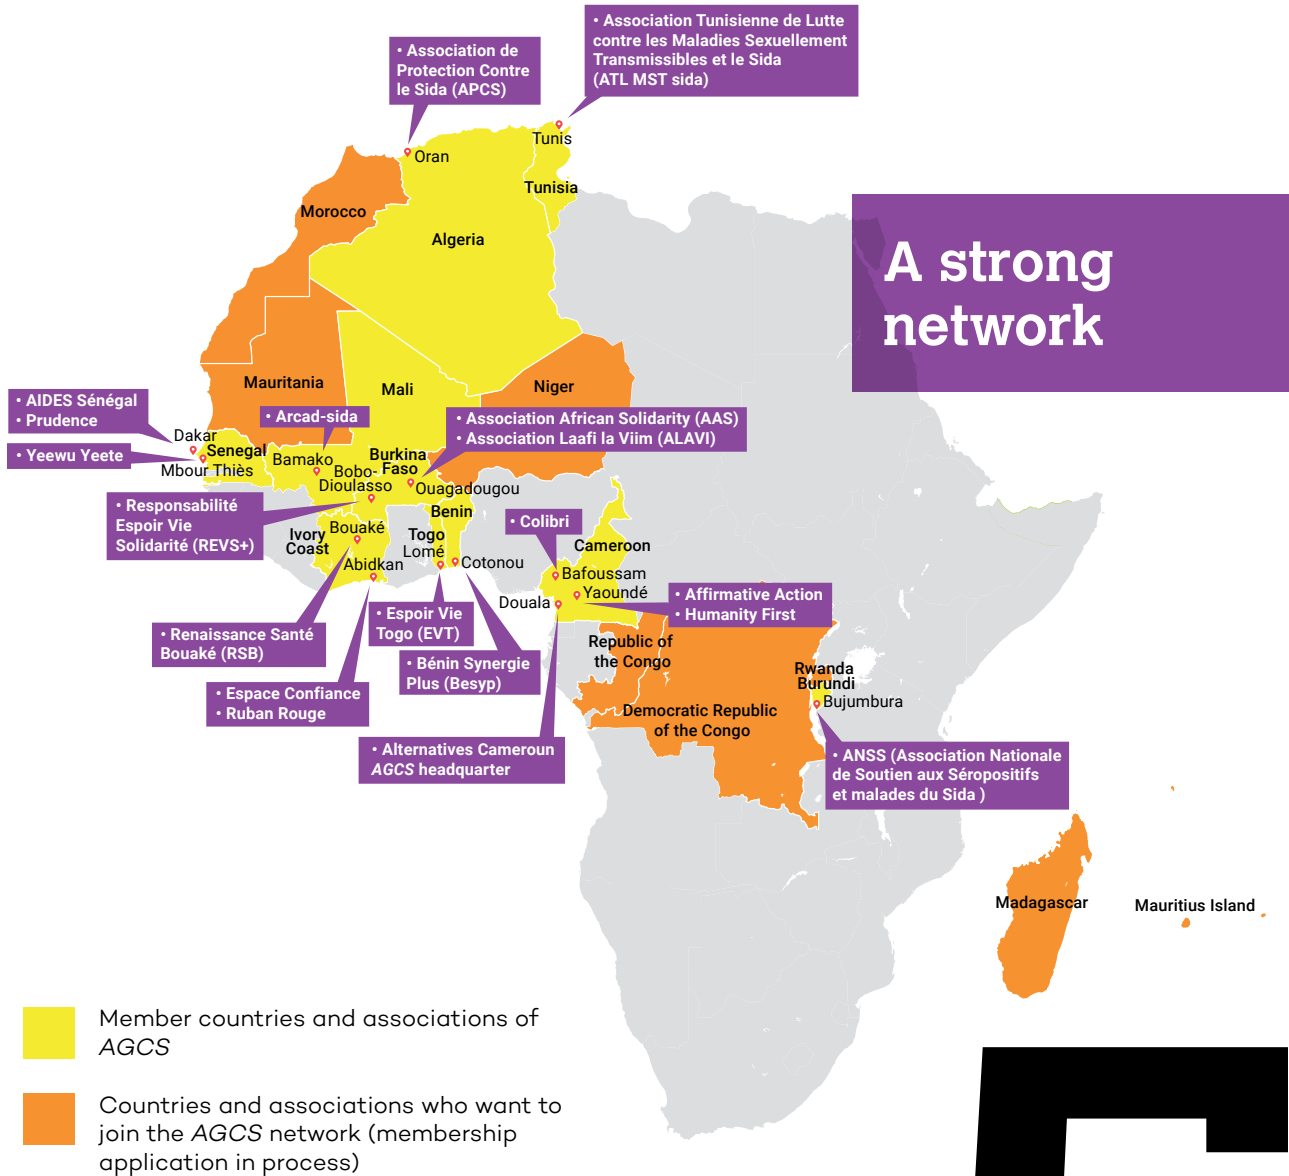 • Association Tunisienne de Lutte
contre les Maladies Sexuellement
Transmissibles et le Sida
(ATL MST sida)
• Association de
Protection Contre
le Sida (APCS)
Tunis
Oran
Tunisia
Morocco
Algeria
A strong
network
Mauritania
Mali
Niger
• AIDES Sénégal
• Prudence
• Arcad-sida
• Association African Solidarity (AAS)
• Association Laafi la Viim (ALAVI)
Dakar
Senegal
• Yeewu Yeete
Mbour Thiès
Bamako
Burkina
Faso
Bobo-
Dioulasso
Ouagadougou
• Responsabilité
Espoir Vie
Solidarité (REVS+)
Benin
Ivory
Coast
Bouaké
Togo
Lomé
• Colibri
Cameroon
Abidkan
Cotonou
Bafoussam
Yaoundé
Douala
• Affirmative Action
• Humanity First
• Espoir Vie
Togo (EVT)
• Renaissance Santé
Bouaké (RSB)
Republic of
the Congo
• Bénin Synergie
Plus (Besyp)
Rwanda
Burundi
Bujumbura
• Espace Confiance
• Ruban Rouge
Democratic Republic
of the Congo
• Alternatives Cameroun
AGCS headquarter
• ANSS (Association Nationale
de Soutien aux Séropositifs
et malades du Sida )
Madagascar
Mauritius Island
Member countries and associations of
AGCS
Countries and associations who want to
join the AGCS network (membership
application in process)